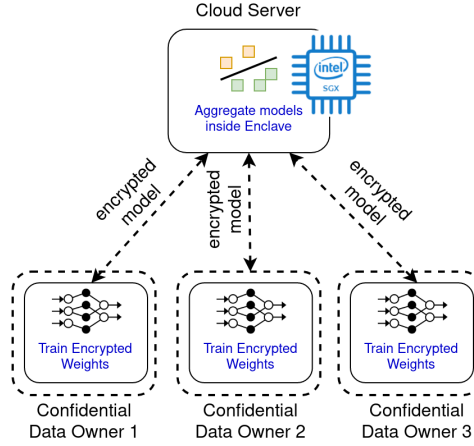 Cloud Server
intel
SGX
Aggregate models
inside Enclave
encrypted
model
encrypted
model
encrypted
model
Train Encrypted
Weights
Train Encrypted
Weights
Train Encrypted
Weights
Confidential
Data Owner 1
Confidential
Data Owner 2
Confidential
Data Owner 3